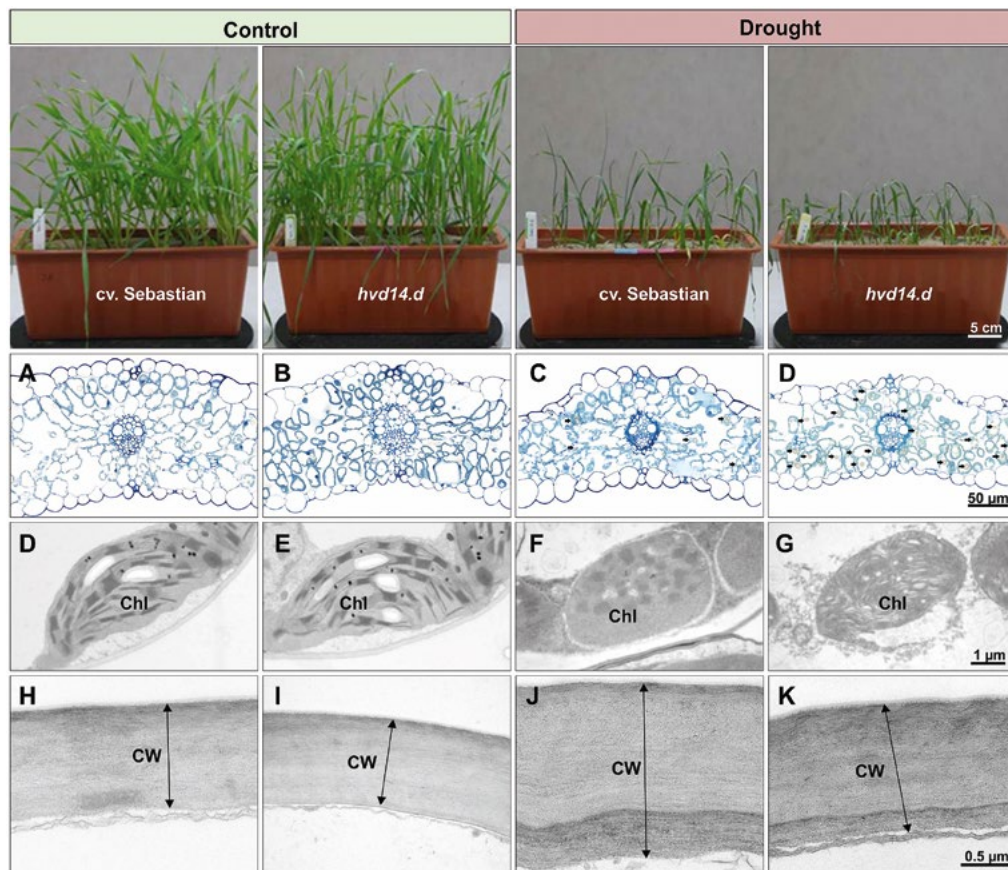 Control
Drought
cv. Sebastian
hvd14.d
cv. Sebastian
hvd14.d
5 cm
A
B
C
D
50 µm
D
E
F
G
Chl
Chl
Chl
Chl
1 µm
H
I
J
K
CW
CW
CW
CW
0.5 µm